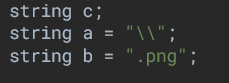 string c;
string a = "\\";
string b = ".png";